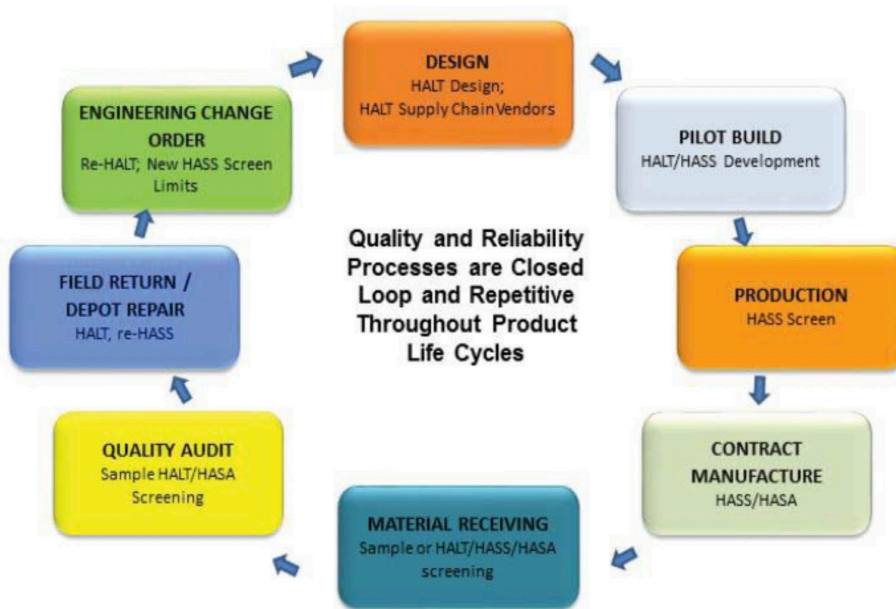 DESIGN
HALT Design;
HALT Supply Chain Vendors
PILOT BUILD
HALT/HASS Development
PRODUCTION
HASS Screen
CONTRACT
MANUFACTURE
HASS/HASA
MATERIAL RECEIVING
Sample or HALT/HASS/HASA
screening
QUALITY AUDIT
Sample HALT/HASA
Screening
FIELD RETURN /
DEPOT REPAIR
HALT, re-HASS
ENGINEERING CHANGE
ORDER
Re-HALT; New HASS Screen
Limits
Quality and Reliability
Processes are Closed
Loop and Repetitive
Throughout Product
Life Cycles